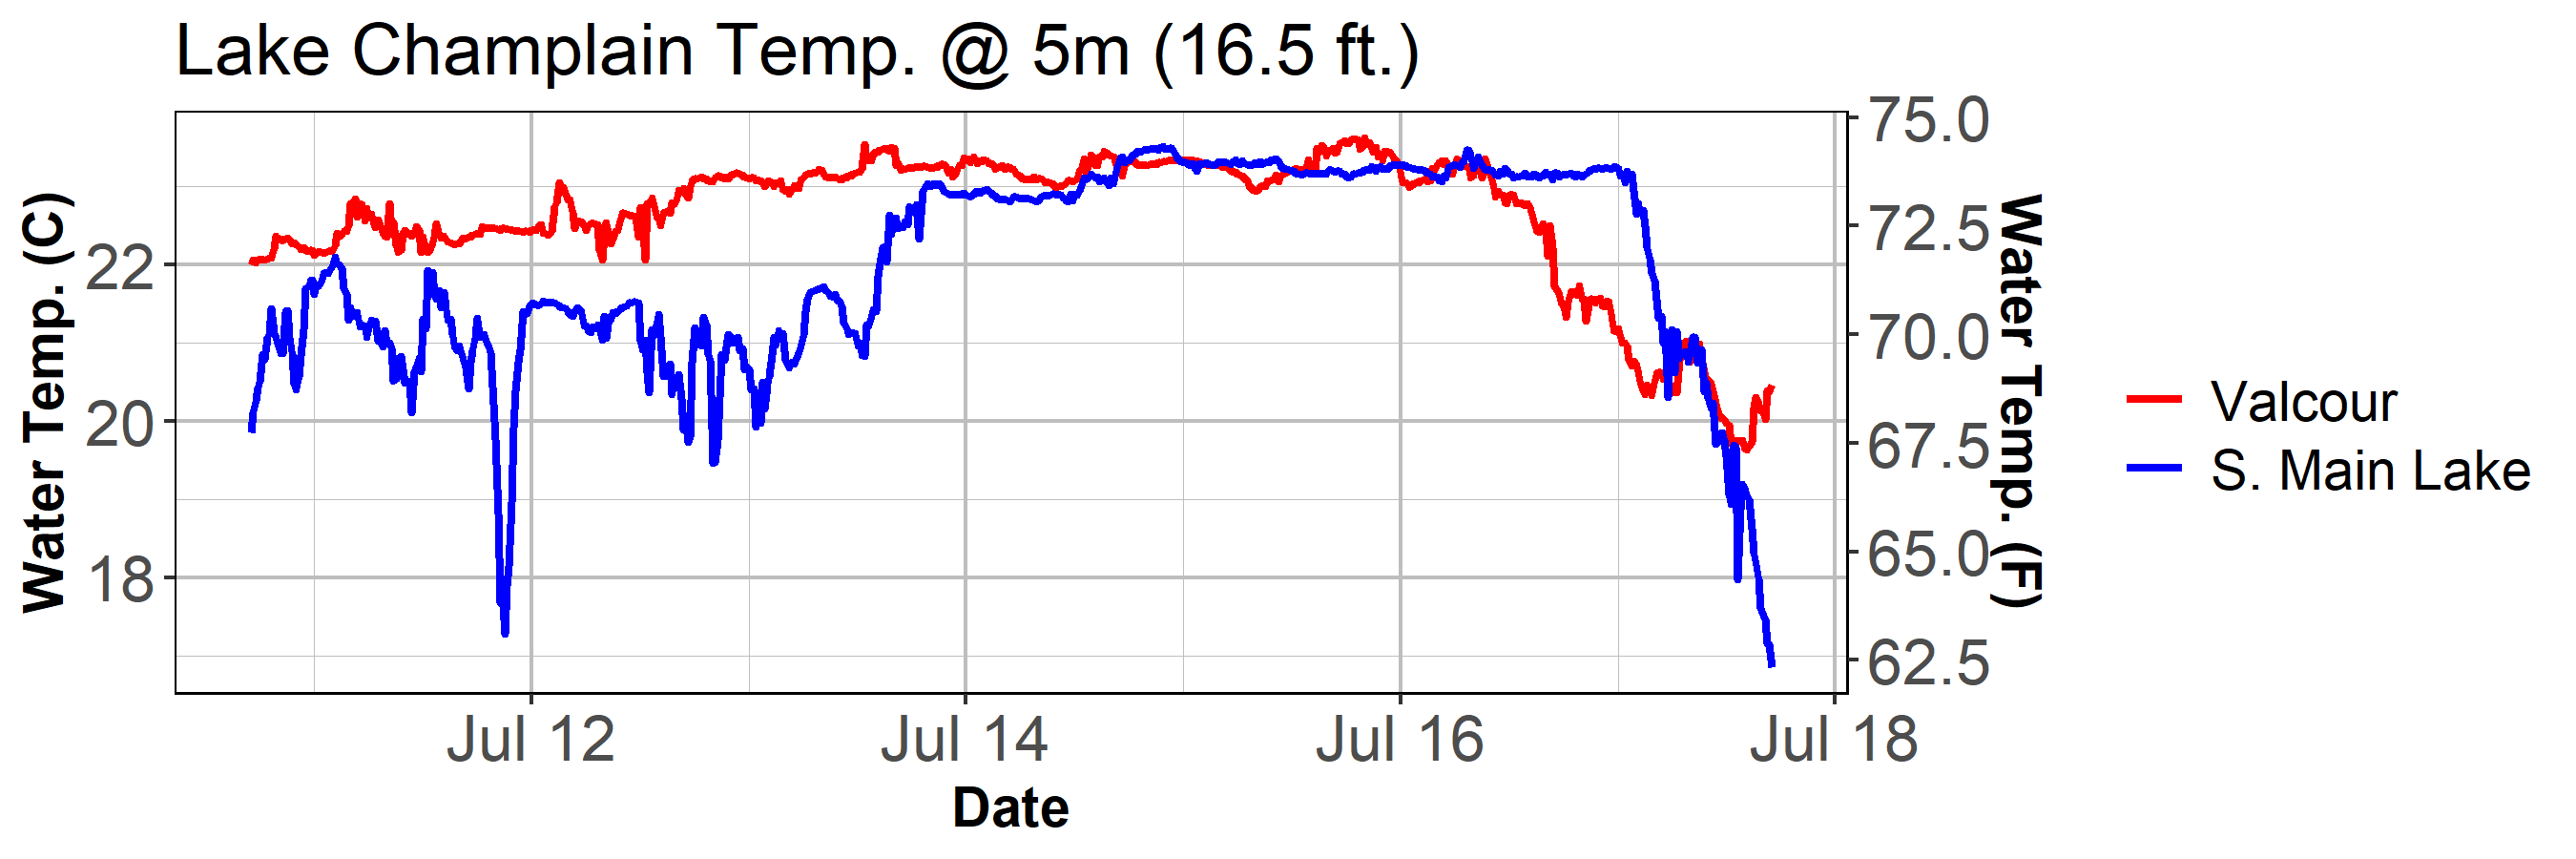 Lake Champlain Temp. @ 5m (16.5 ft.)
Water Temp. (C)
22
20
18
75.0
72.5
70.0
67.5
65.0
62.5
Water Temp. (F)
Jul 12
Jul 14
Jul 16
Jul 18
Date
Valcour
S. Main Lake